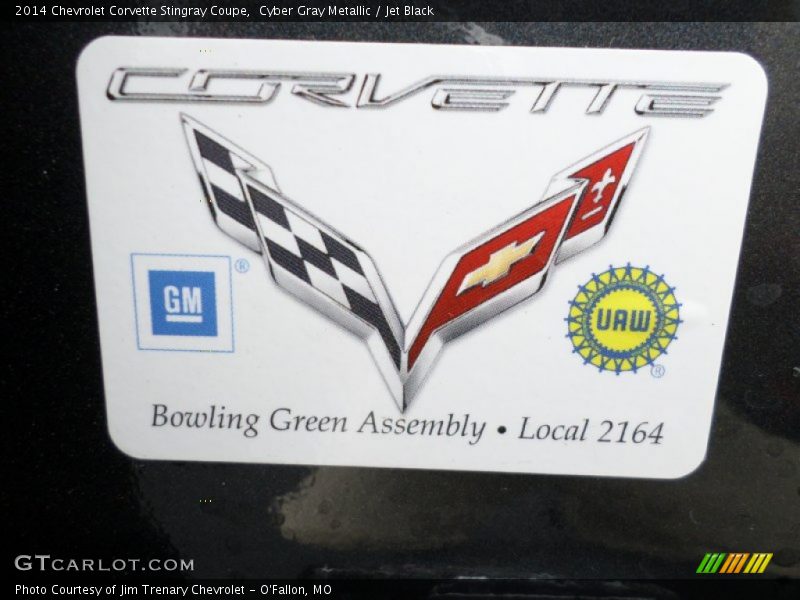 2014 Chevrolet Corvette Stingray Coupe,  Cyber Gray Metallic / Jet Black
CORVETTE
GM ®
UAW ®
Bowling Green Assembly • Local 2164
GTCARLOT.COM
Photo Courtesy of Jim Trenary Chevrolet - O'Fallon, MO